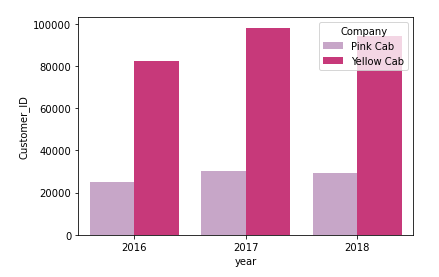 100000
80000
60000
40000
20000
0
Customer_ID
Company
Pink Cab
Yellow Cab
2016 2017 2018
year